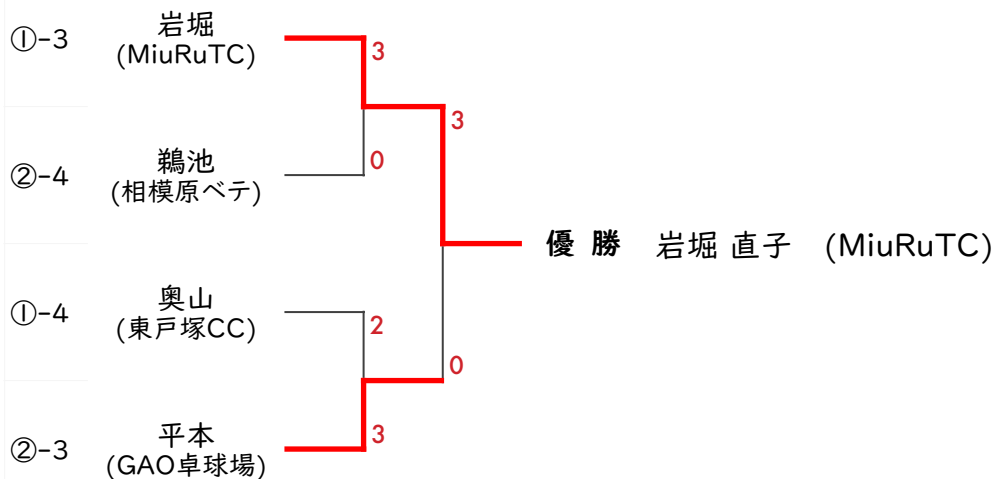 ①-3
岩堀
(MiuRuTC)
3
3
②-4
鵜池
(相模原ベテ)
0
優 勝 岩堀 直子 (MiuRuTC)
①-4
奥山
(東戸塚CC)
2
0
②-3
平本
(GAO卓球場)
3